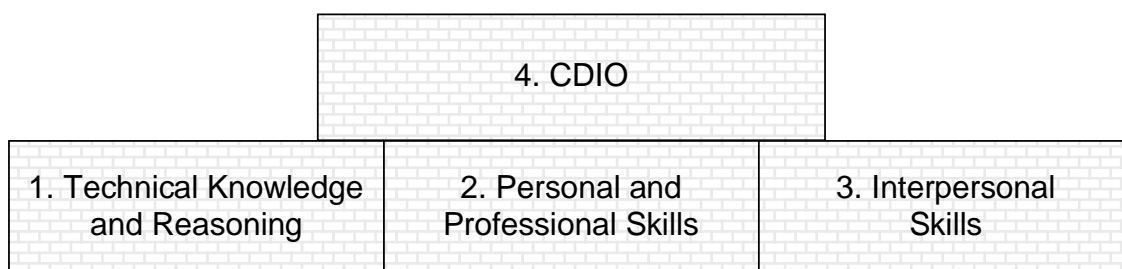 4. CDIO
1. Technical Knowledge
and Reasoning
2. Personal and
Professional Skills
3. Interpersonal
Skills